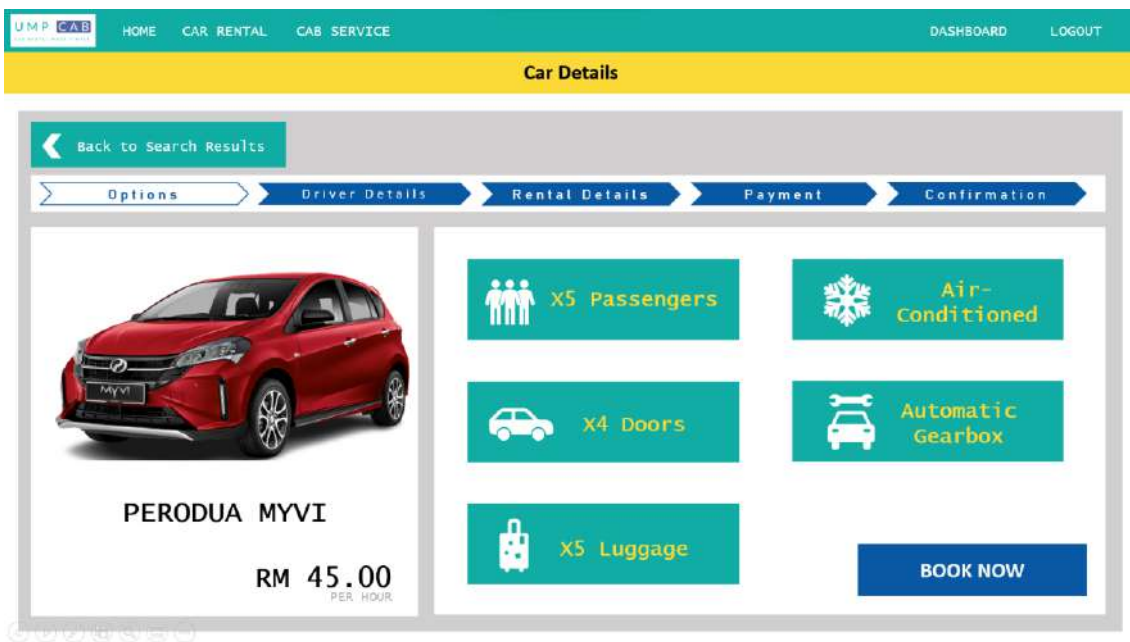 UMP CAB
HOME
CAR RENTAL
CAB SERVICE
DASHBOARD
LOGOUT
Car Details
Back to Search Results
Options
Driver Details
Rental Details
Payment
Confirmation
X5 Passengers
Air-
Conditioned
MYVI
X4 Doors
Automatic
Gearbox
PERODUA MYVI
X5 Luggage
RM 45.00
PER HOUR
BOOK NOW